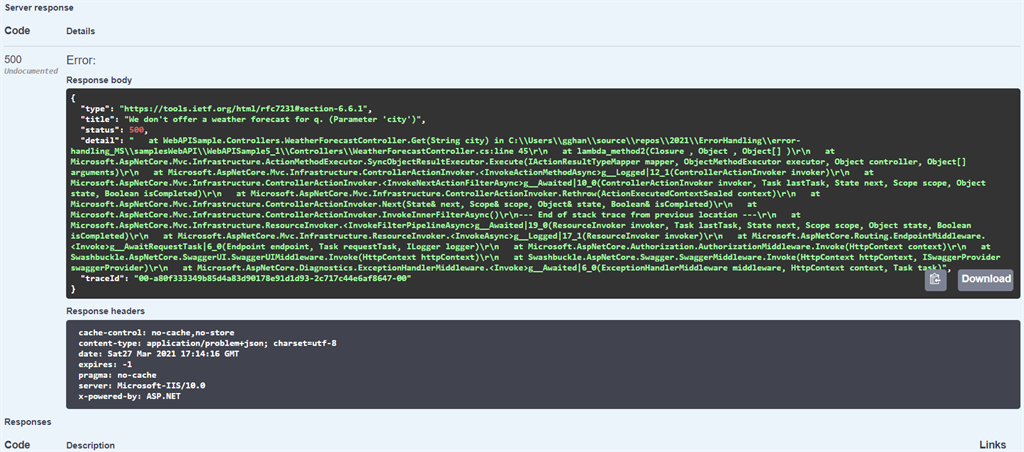 Server response
Code Details
500 Error:
Undocumented
Response body
{
"type": "https://tools.ietf.org/html/rfc7231#section-6.6.1",
"title": "We don't offer a weather forecast for q. (Parameter 'city')",
"status": 500,
"detail": "   at WebAPISample.Controllers.WeatherForecastController.Get(String city) in C:\\Users\\gghan\\source\\repos\\2021\\ErrorHandling\\error-
handling_MS\\samplesWebAPI\\WebAPISample5_1\\Controllers\\WeatherForecastController.cs:line 45\r\n   at lambda_method2(Closure , Object , Object[] )\r\n   at
Microsoft.AspNetCore.Mvc.Infrastructure.ActionMethodExecutor.SyncObjectResultExecutor.Execute(IActionResultTypeMapper mapper, ObjectMethodExecutor executor, Object controller, Object[]
arguments)\r\n   at Microsoft.AspNetCore.Mvc.Infrastructure.ControllerActionInvoker.<InvokeActionMethodAsync>g__Logged|12_1(ControllerActionInvoker invoker)\r\n   at
Microsoft.AspNetCore.Mvc.Infrastructure.ControllerActionInvoker.<InvokeNextActionFilterAsync>g__Awaited|10_0(ControllerActionInvoker invoker, Task lastTask, State next, Scope scope, Object
state, Boolean isCompleted)\r\n   at Microsoft.AspNetCore.Mvc.Infrastructure.ControllerActionInvoker.Rethrow(ActionExecutedContextSealed context)\r\n   at
Microsoft.AspNetCore.Mvc.Infrastructure.ControllerActionInvoker.Next(State& next, Scope& scope, Object& state, Boolean& isCompleted)\r\n   at
Microsoft.AspNetCore.Mvc.Infrastructure.ControllerActionInvoker.InvokeInnerFilterAsync()\r\n--- End of stack trace from previous location ---\r\n   at
Microsoft.AspNetCore.Mvc.Infrastructure.ResourceInvoker.<InvokeFilterPipelineAsync>g__Awaited|19_0(ResourceInvoker invoker, Task lastTask, State next, Scope scope, Object state, Boolean
isCompleted)\r\n   at Microsoft.AspNetCore.Mvc.Infrastructure.ResourceInvoker.<InvokeAsync>g__Logged|17_1(ResourceInvoker invoker)\r\n   at Microsoft.AspNetCore.Routing.EndpointMiddleware.
<Invoke>g__AwaitRequestTask|6_0(Endpoint endpoint, Task requestTask, ILogger logger)\r\n   at Microsoft.AspNetCore.Authorization.AuthorizationMiddleware.Invoke(HttpContext context)\r\n   at
Swashbuckle.AspNetCore.SwaggerUI.SwaggerUIMiddleware.Invoke(HttpContext httpContext)\r\n   at Swashbuckle.AspNetCore.Swagger.SwaggerMiddleware.Invoke(HttpContext httpContext, ISwaggerProvider
swaggerProvider)\r\n   at Microsoft.AspNetCore.Diagnostics.ExceptionHandlerMiddleware.<Invoke>g__Awaited|6_0(ExceptionHandlerMiddleware middleware, HttpContext context, Task task)",
"traceId": "00-a80f333349b85d4a83d90178e91d1d93-2c717c44e6af8647-00"
}
Download
Response headers
cache-control: no-cache,no-store
content-type: application/problem+json; charset=utf-8
date: Sat27 Mar 2021 17:14:16 GMT
expires: -1
pragma: no-cache
server: Microsoft-IIS/10.0
x-powered-by: ASP.NET
Responses
Code Description Links